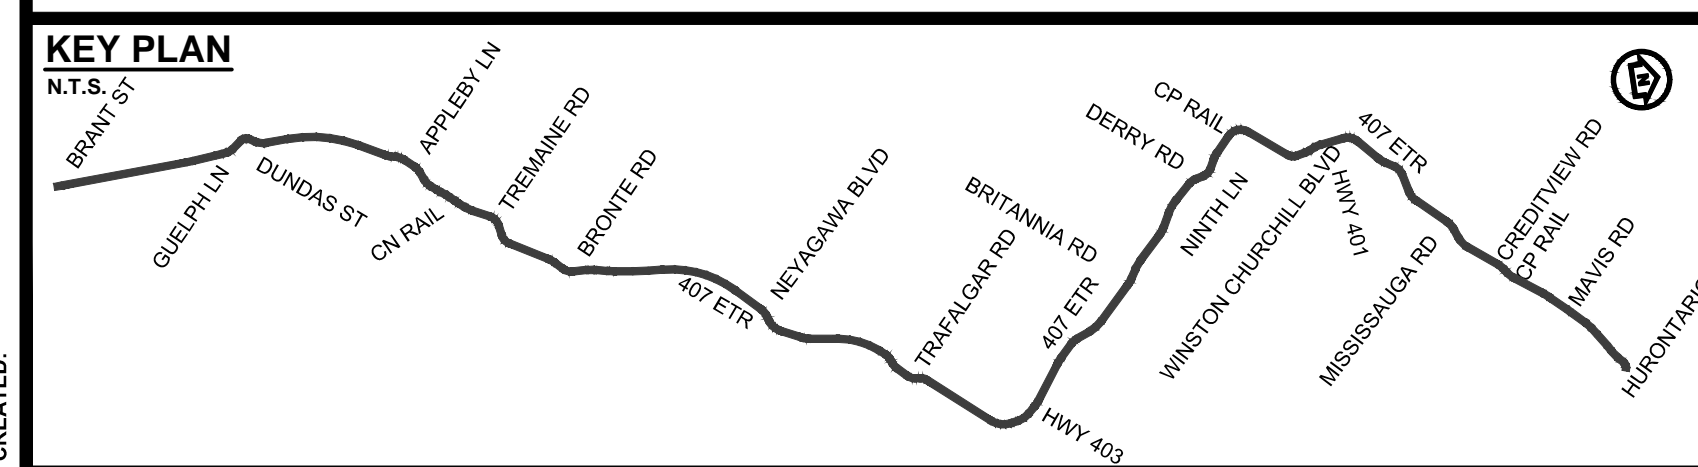 KEY PLAN
N.T.S.
BRANT ST
GUELPH LN
DUNDAS ST
APPLEBY LN
CN RAIL
TREMAINE RD
BRONTE RD
407 ETR
NEYAGAWA BLVD
TRAFALGAR RD
BRITANNIA RD
HWY 403
407 ETR
DERRY RD
CP RAIL
NINTH LN
WINSTON CHURCHILL BLVD
HWY 401
407 ETR
MISSISSAUGA RD
CREDITVIEW RD
CP RAIL
MAVIS RD
N